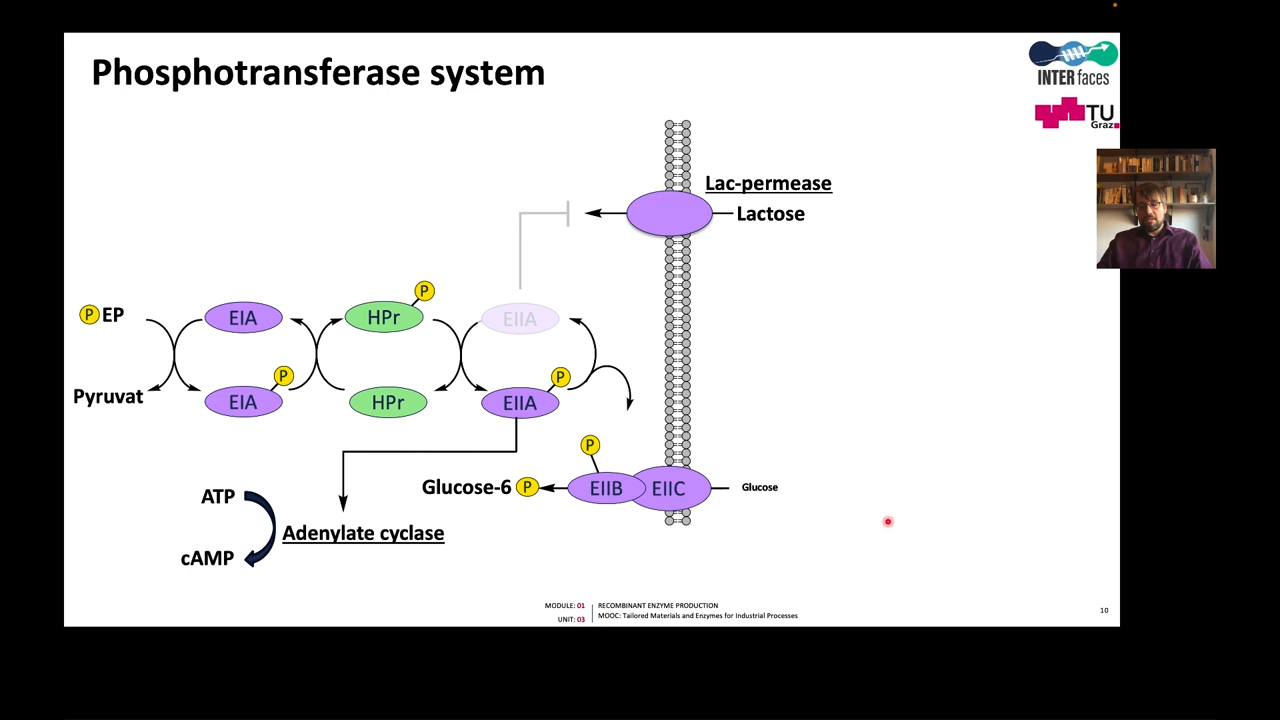 Phosphotransferase system
INTERfaces
TU
Graz
Lac-permease
Lactose
P
P EP
EIA
HPr
EIIA
P
P
Pyruvat
EIA
HPr
EIIA
P
Glucose-6 P
EIIB
EIIC
Glucose
ATP
Adenylate cyclase
cAMP
MODULE: 01
RECOMBINANT ENZYME PRODUCTION
UNIT: 03
MOOC: Tailored Materials and Enzymes for Industrial Processes
10